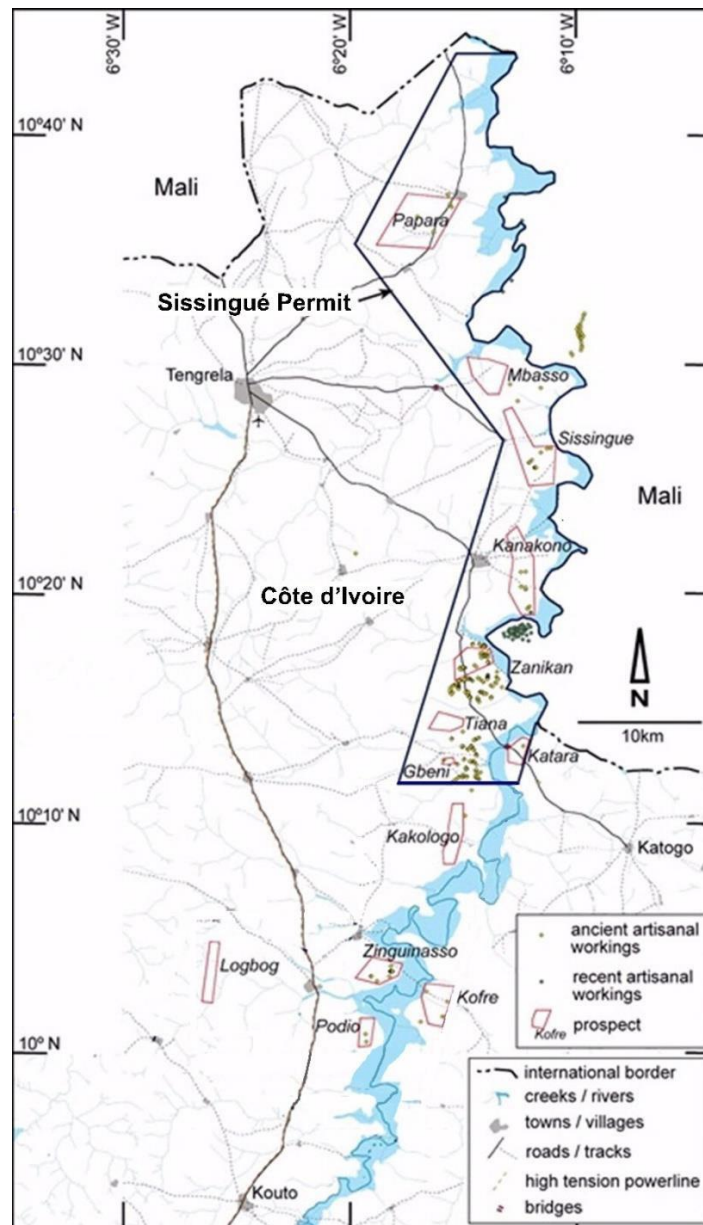 6°30' W
6°20' W
6°10' W
10°40' N
Mali
Papara
Sissingué Permit
10°30' N
Tengrela
Mbasso
Sissingue
Mali
Kanakono
10°20' N
Côte d'Ivoire
Zanikan
N
10km
Tiana
Gbeni
Katara
10°10' N
Kakologo
Katogo
Zinguinasso
Logbog
Kofre
Podio
10° N
Kouto
ancient artisanal
workings
recent artisanal
workings
Kofre
prospect
international border
creeks / rivers
towns / villages
roads / tracks
high tension powerline
bridges